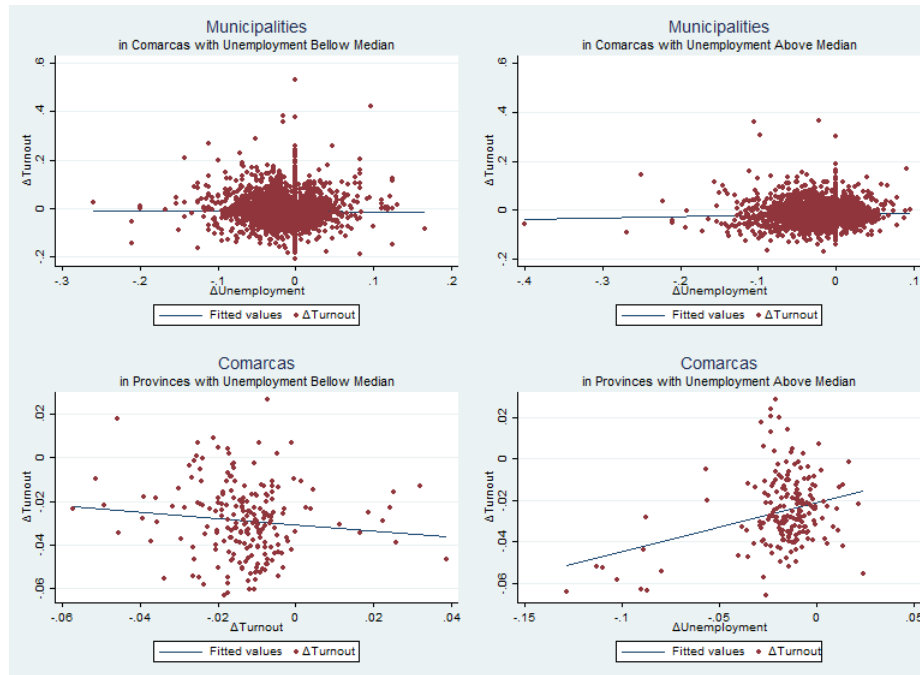 Municipalities
in Comarcas with Unemployment Bellow Median
ΔTurnout
.6
.4
.2
0
-.2
-.3
-.2
-.1
0
.1
.2
ΔUnemployment
Fitted values
ΔTurnout
Municipalities
in Comarcas with Unemployment Above Median
ΔTurnout
.6
.4
.2
0
-.2
-.4
-.3
-.2
-.1
0
.1
ΔUnemployment
Fitted values
ΔTurnout
Comarcas
in Provinces with Unemployment Bellow Median
ΔTurnout
.02
0
-.02
-.04
-.06
-.06
-.04
-.02
0
.02
.04
ΔTurnout
Fitted values
ΔTurnout
Comarcas
in Provinces with Unemployment Above Median
ΔTurnout
.02
0
-.02
-.04
-.06
-.15
-.1
-.05
0
.05
ΔUnemployment
Fitted values
ΔTurnout